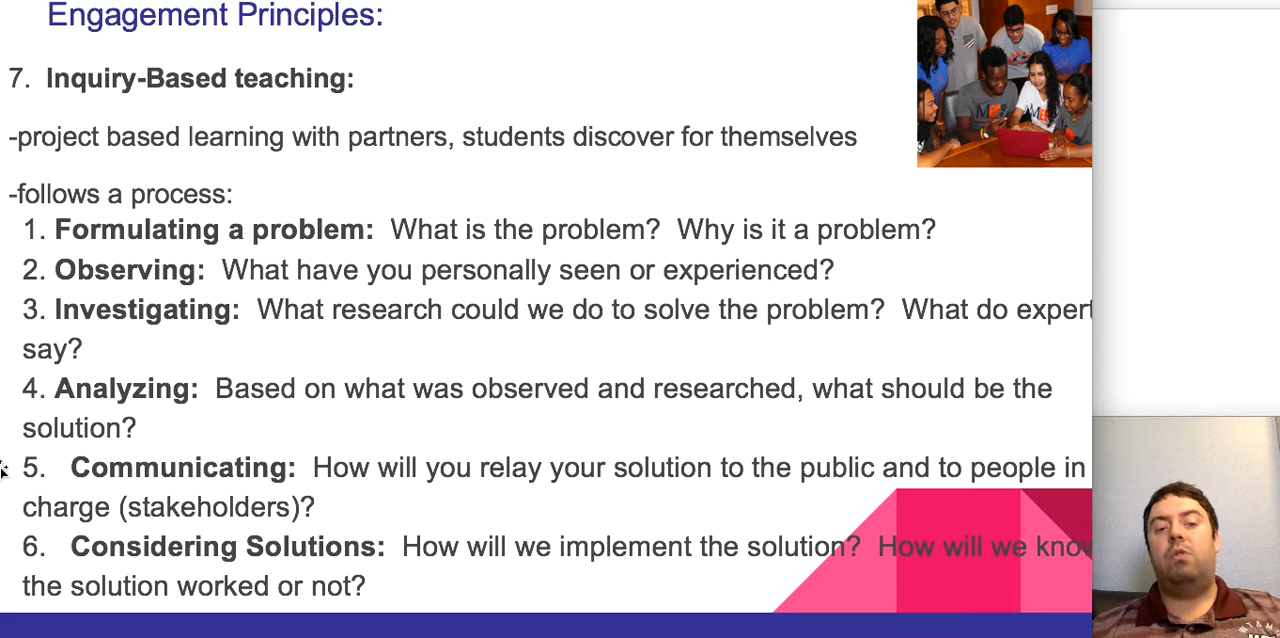 Engagement Principles:
7. Inquiry-Based teaching:
-project based learning with partners, students discover for themselves
-follows a process:
1. Formulating a problem: What is the problem? Why is it a problem?
2. Observing: What have you personally seen or experienced?
3. Investigating: What research could we do to solve the problem? What do expert
say?
4. Analyzing: Based on what was observed and researched, what should be the
solution?
5. Communicating: How will you relay your solution to the public and to people in
charge (stakeholders)?
6. Considering Solutions: How will we implement the solution? How will we know
the solution worked or not?